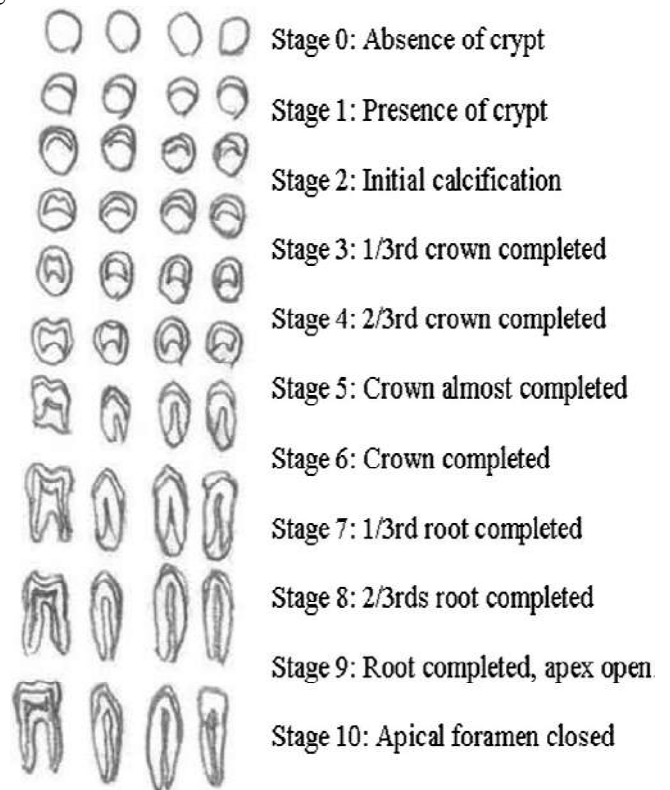 Stage 0: Absence of crypt
Stage 1: Presence of crypt
Stage 2: Initial calcification
Stage 3: 1/3rd crown completed
Stage 4: 2/3rd crown completed
Stage 5: Crown almost completed
Stage 6: Crown completed
Stage 7: 1/3rd root completed
Stage 8: 2/3rds root completed
Stage 9: Root completed, apex open.
Stage 10: Apical foramen closed